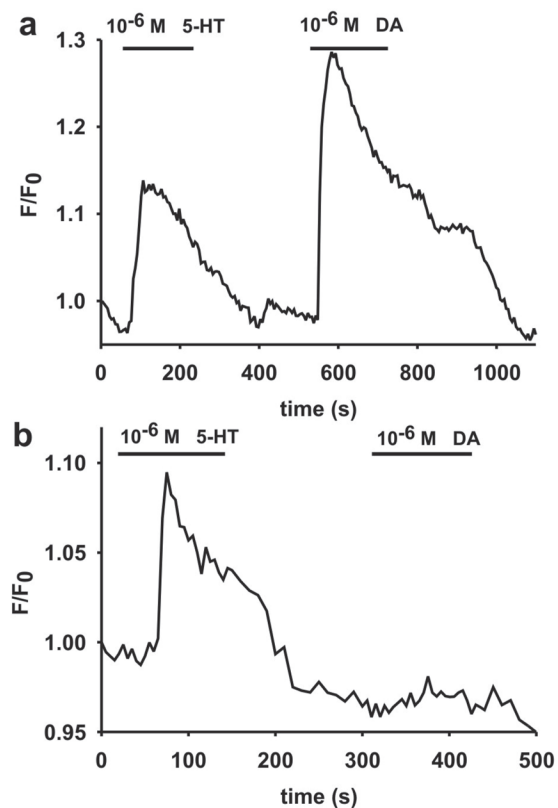 a
10-6 M 5-HT 10-6 M DA
1.3
1.2
1.1
1.0
F/F0
0 200 400 600 800 1000
time (s)
b
10-6 M 5-HT 10-6 M DA
1.10
1.05
1.00
0.95
F/F0
0 100 200 300 400 500
time (s)